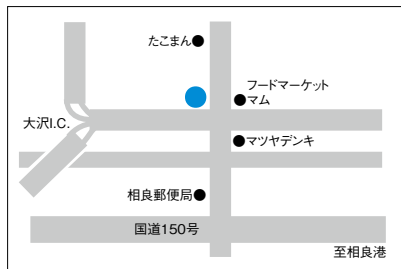 たこまん
フードマーケット
マム
大沢I.C.
マツヤデンキ
相良郵便局
国道150号
至相良港